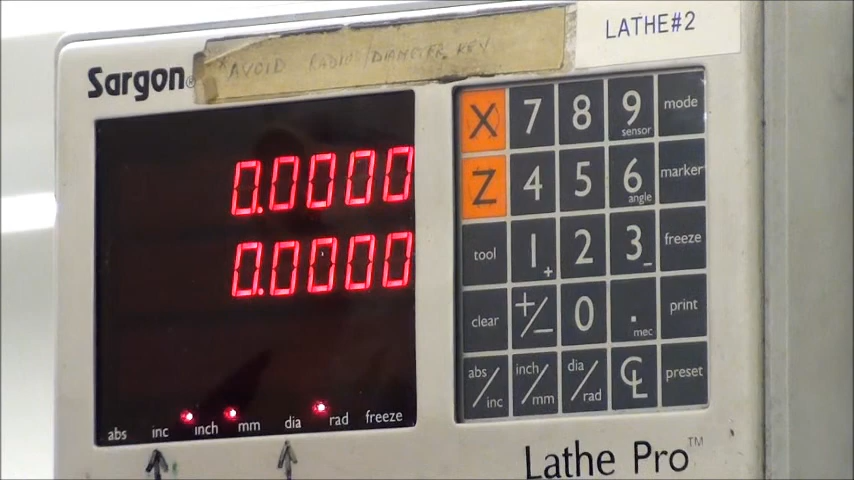 LATHE#2
AVOID RADIUS/DIAMETER KEY
Sargon®
0.0000
0.0000
abs inc inch mm dia rad freeze
X 7 8 9 sensor mode
Z 4 5 6 angle marker
tool 1 + 2 3 _ freeze
clear +/− 0 . mec print
abs/inc inch/mm dia/rad ℄ preset
Lathe Pro™